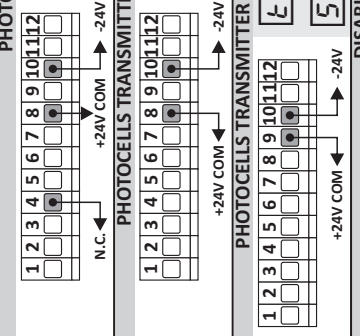 PHOTO
1 2 3 4 5 6 7 8 9 10 11 12
N.C.
+24V COM
-24V
PHOTOCELLS TRANSMITTER
1 2 3 4 5 6 7 8 9 10 11 12
+24V COM
-24V
PHOTOCELLS TRANSMITTER
1 2 3 4 5 6 7 8 9 10 11 12
+24V COM
-24V